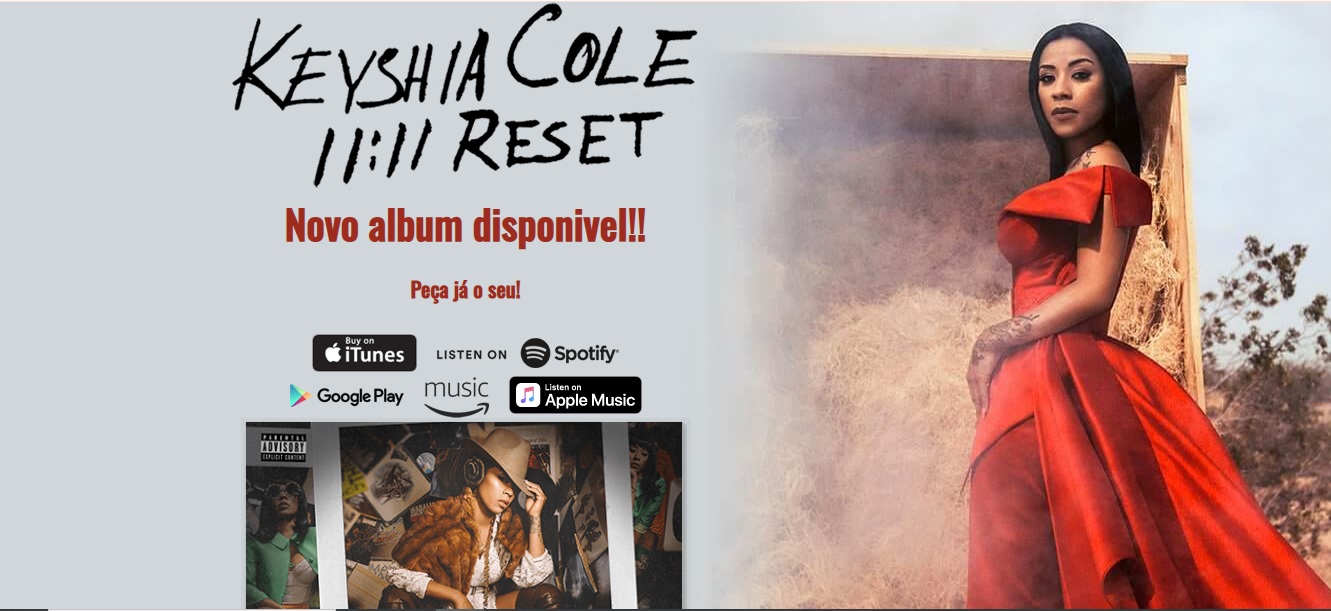 KEYSHIA COLE
11:11 RESET
Novo album disponivel!!
Peça já o seu!
Buy on
iTunes
LISTEN ON Spotify
Google Play
music
Listen on
Apple Music
PARENTAL
ADVISORY
EXPLICIT CONTENT